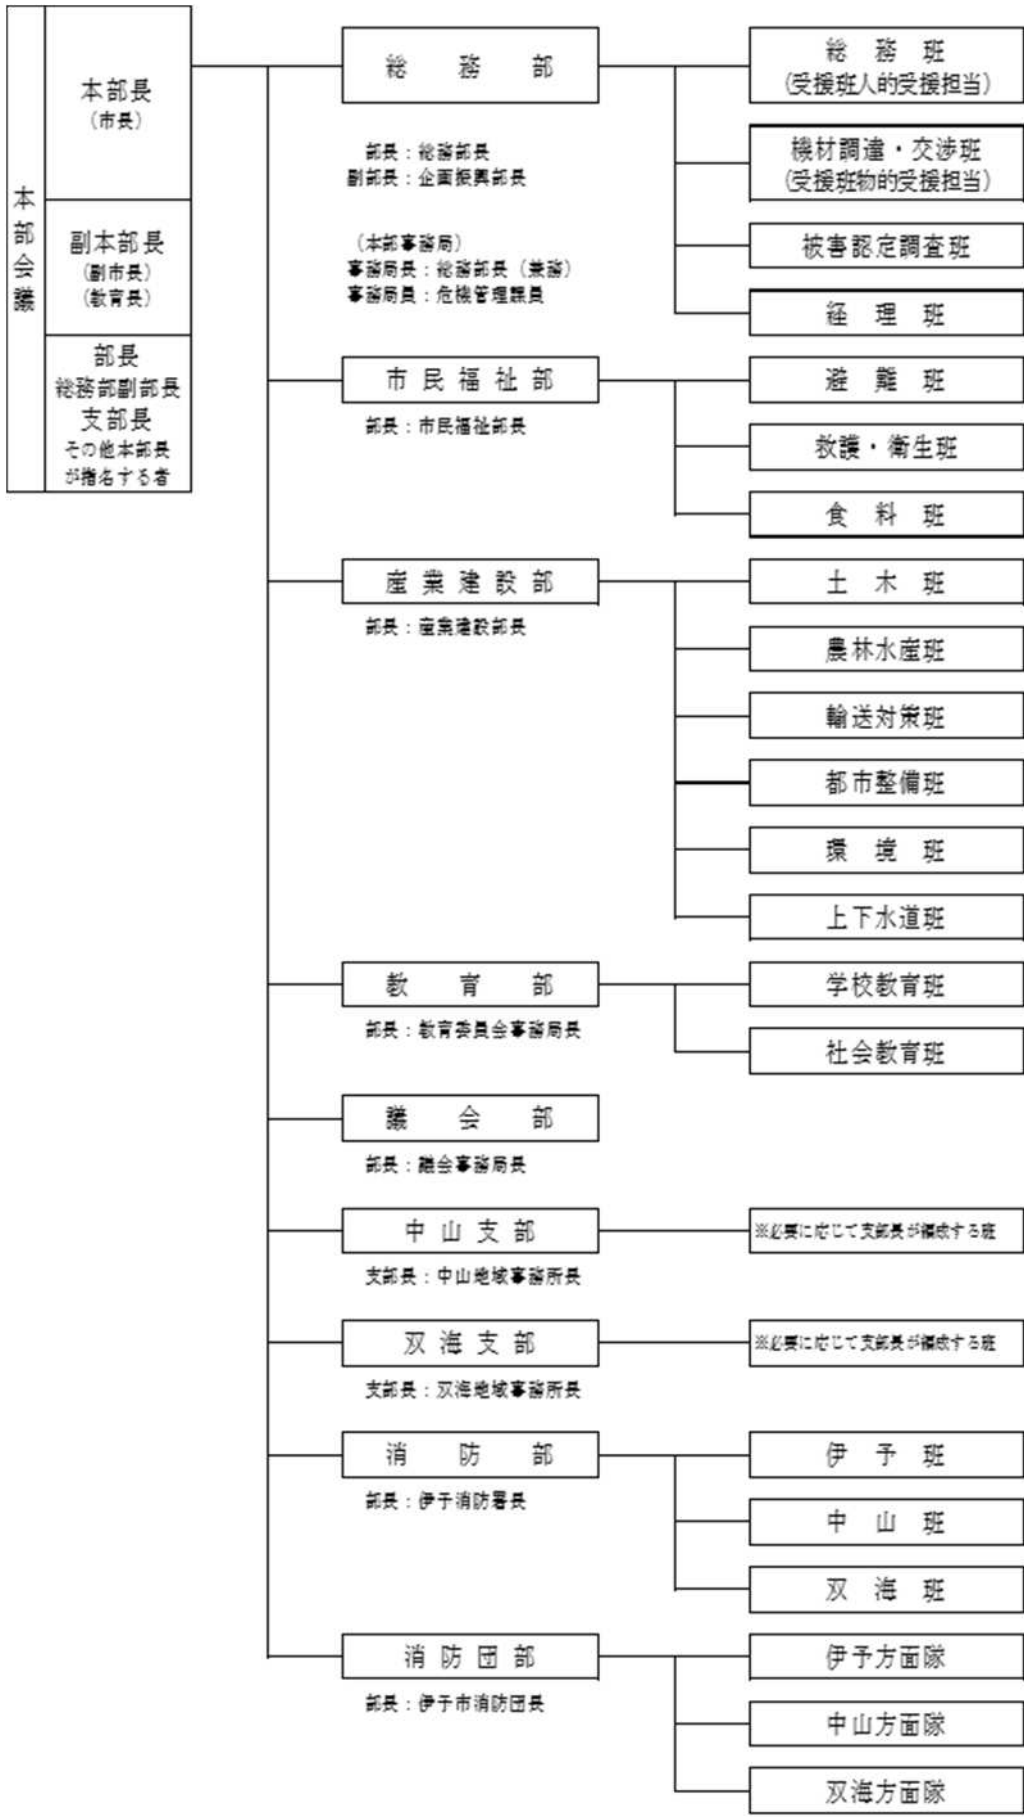 本部会議
本部長
（市長）
副本部長
（副市長）
（教育長）
部長
総務部副部長
支部長
その他本部長
が指名する者
総務部
部長：総務部長
副部長：企画振興部長
（本部事務局）
事務局長：総務部長（兼務）
事務局員：危機管理課員
総務班
（受援班人的受援担当）
機材調達・交渉班
（受援班物的受援担当）
被害認定調査班
経理班
市民福祉部
部長：市民福祉部長
避難班
救護・衛生班
食料班
産業建設部
部長：産業建設部長
土木班
農林水産班
輸送対策班
都市整備班
環境班
上下水道班
教育部
部長：教育委員会事務局長
学校教育班
社会教育班
議会部
部長：議会事務局長
中山支部
支部長：中山地域事務所長
※必要に応じて支部長が編成する班
双海支部
支部長：双海地域事務所長
※必要に応じて支部長が編成する班
消防部
部長：伊予消防署長
伊予班
中山班
双海班
消防団部
部長：伊予市消防団長
伊予方面隊
中山方面隊
双海方面隊